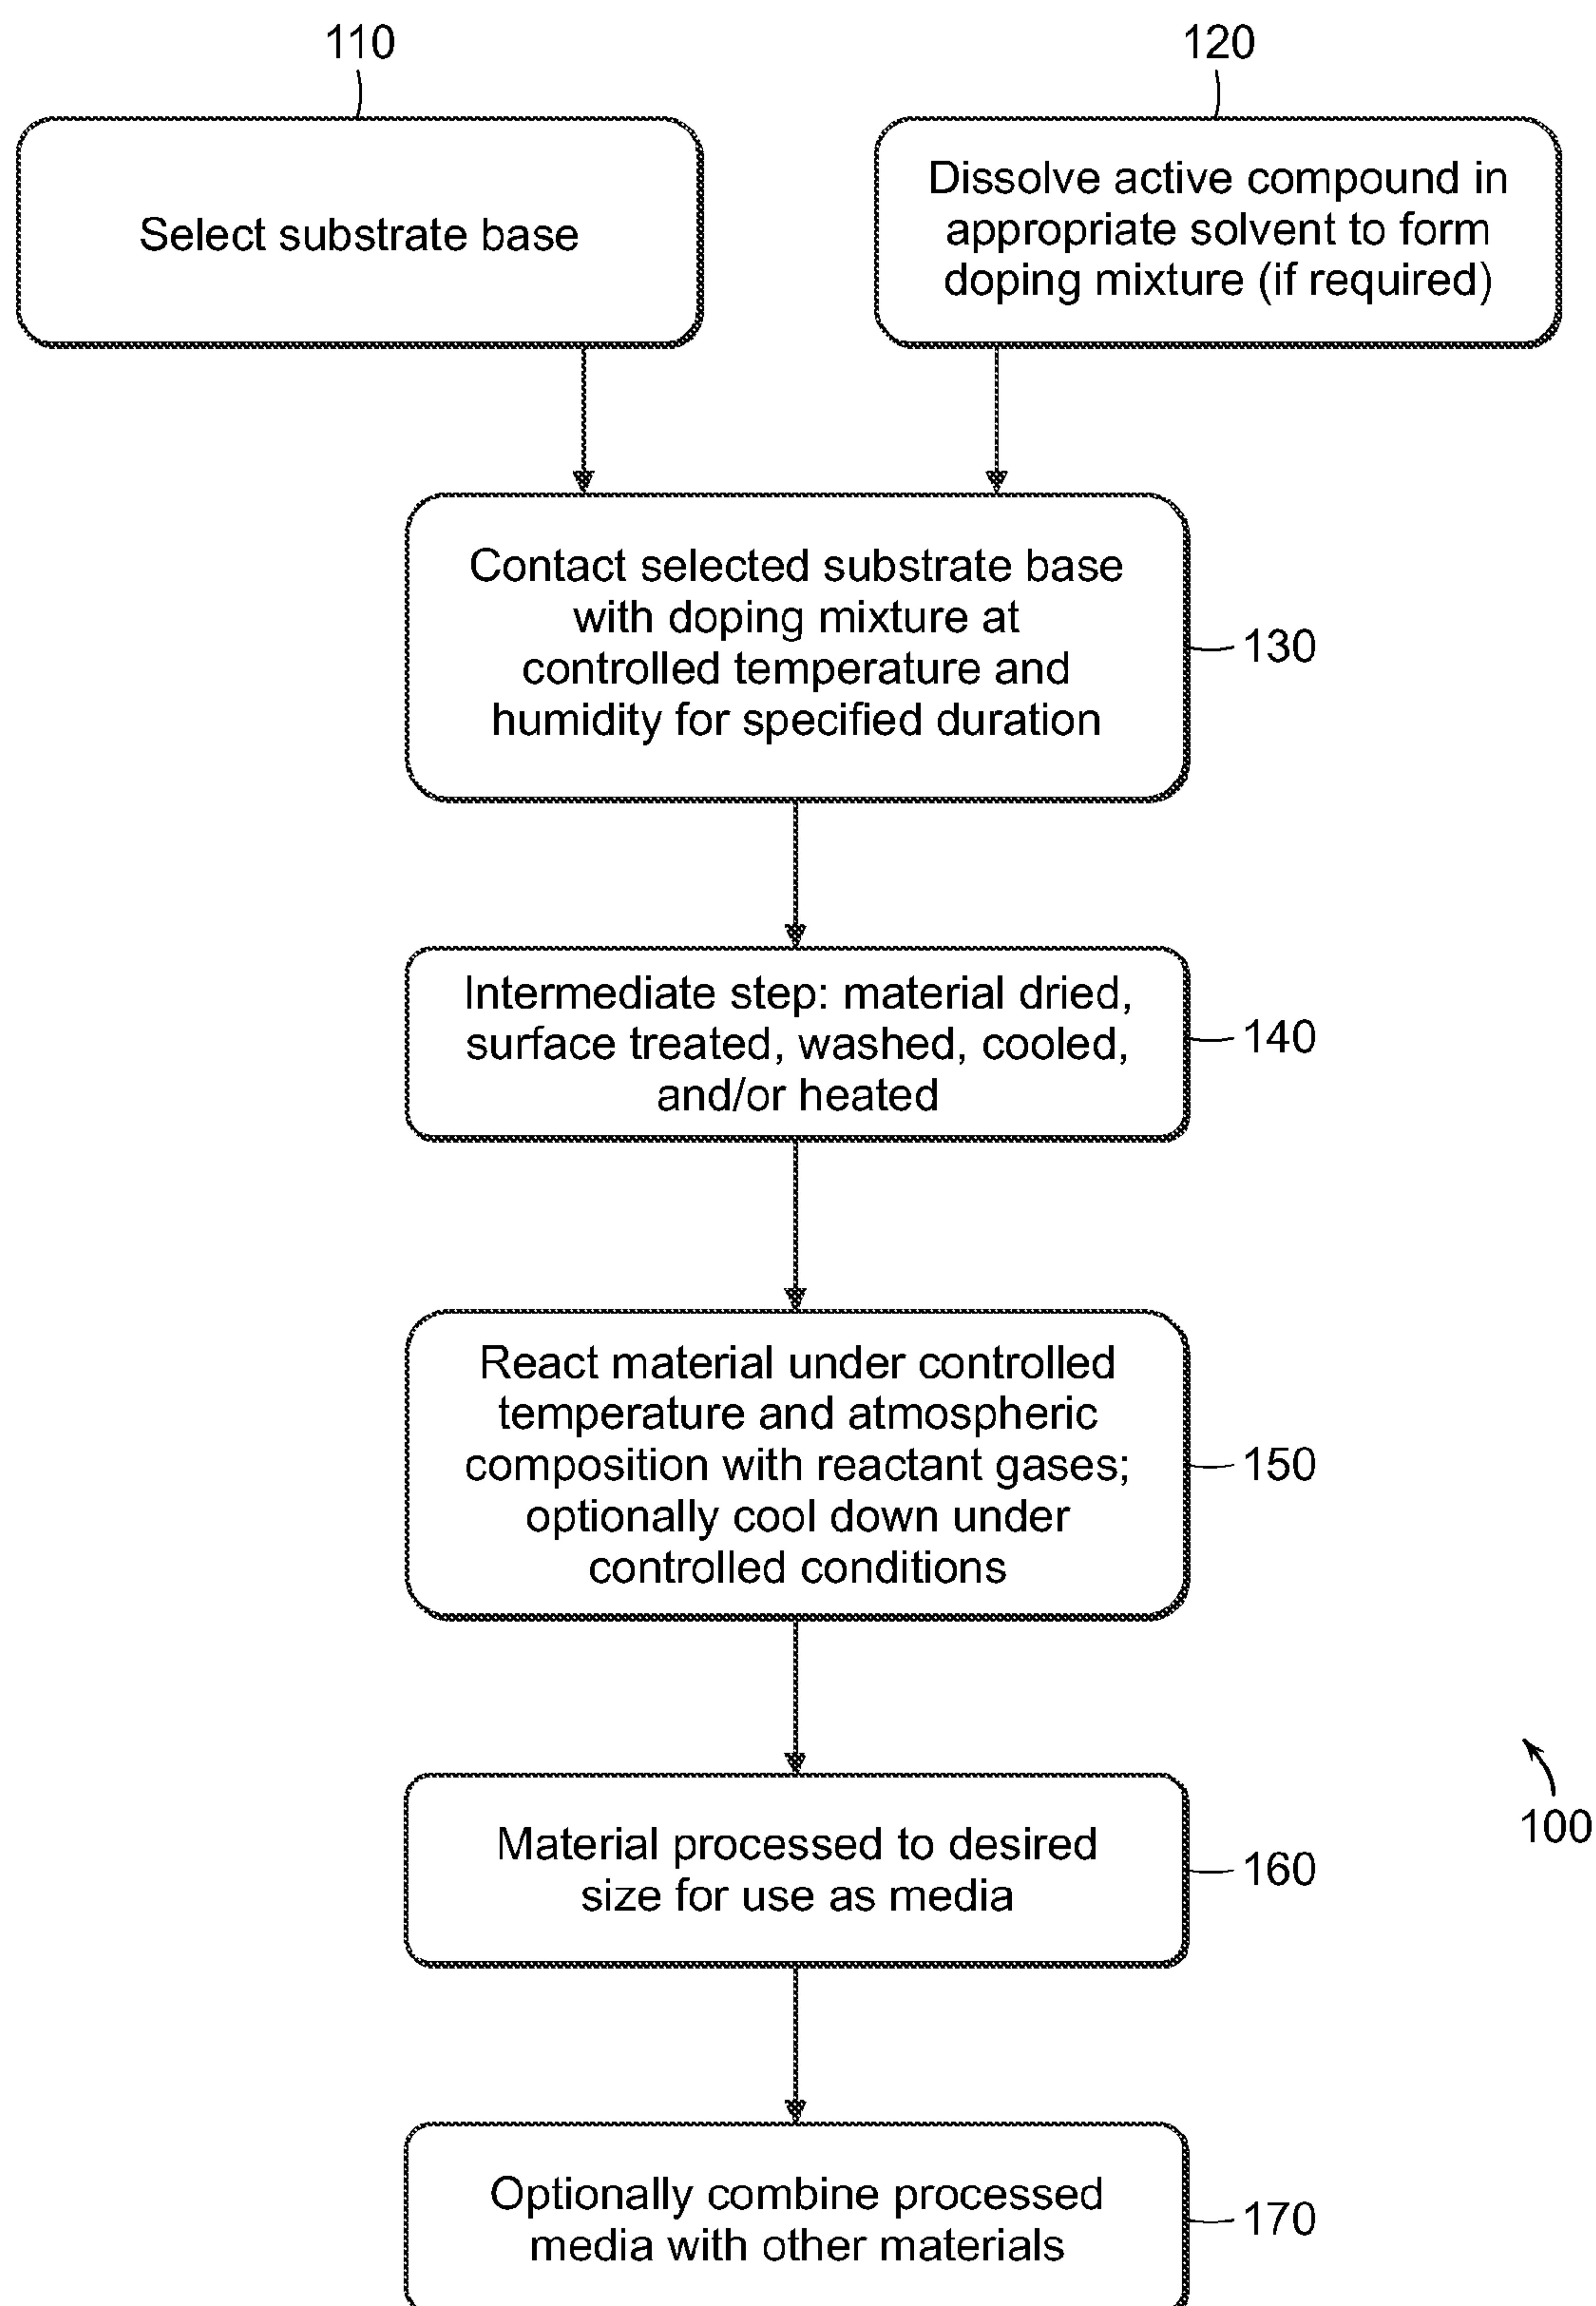 110
120
Select substrate base
Dissolve active compound in
appropriate solvent to form
doping mixture (if required)
Contact selected substrate base
with doping mixture at
controlled temperature and
humidity for specified duration
130
Intermediate step: material dried,
surface treated, washed, cooled,
and/or heated
140
React material under controlled
temperature and atmospheric
composition with reactant gases;
optionally cool down under
controlled conditions
150
Material processed to desired
size for use as media
160
100
Optionally combine processed
media with other materials
170